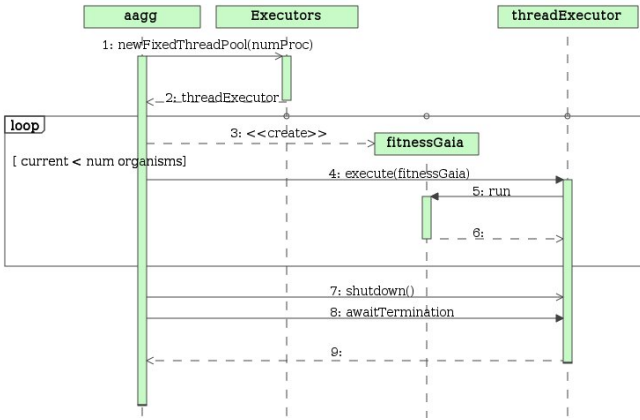 aagg
Executors
threadExecutor
1: newFixedThreadPool(numProc)
2: threadExecutor
loop
3: <<create>>
fitnessGaia
[ current < num organisms]
4: execute(fitnessGaia)
5: run
6:
7: shutdown()
8: awaitTermination
9: